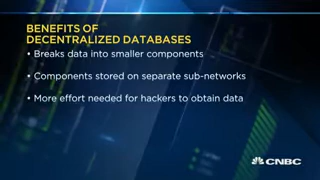 BENEFITS OF
DECENTRALIZED DATABASES
• Breaks data into smaller components
• Components stored on separate sub-networks
• More effort needed for hackers to obtain data
CNBC